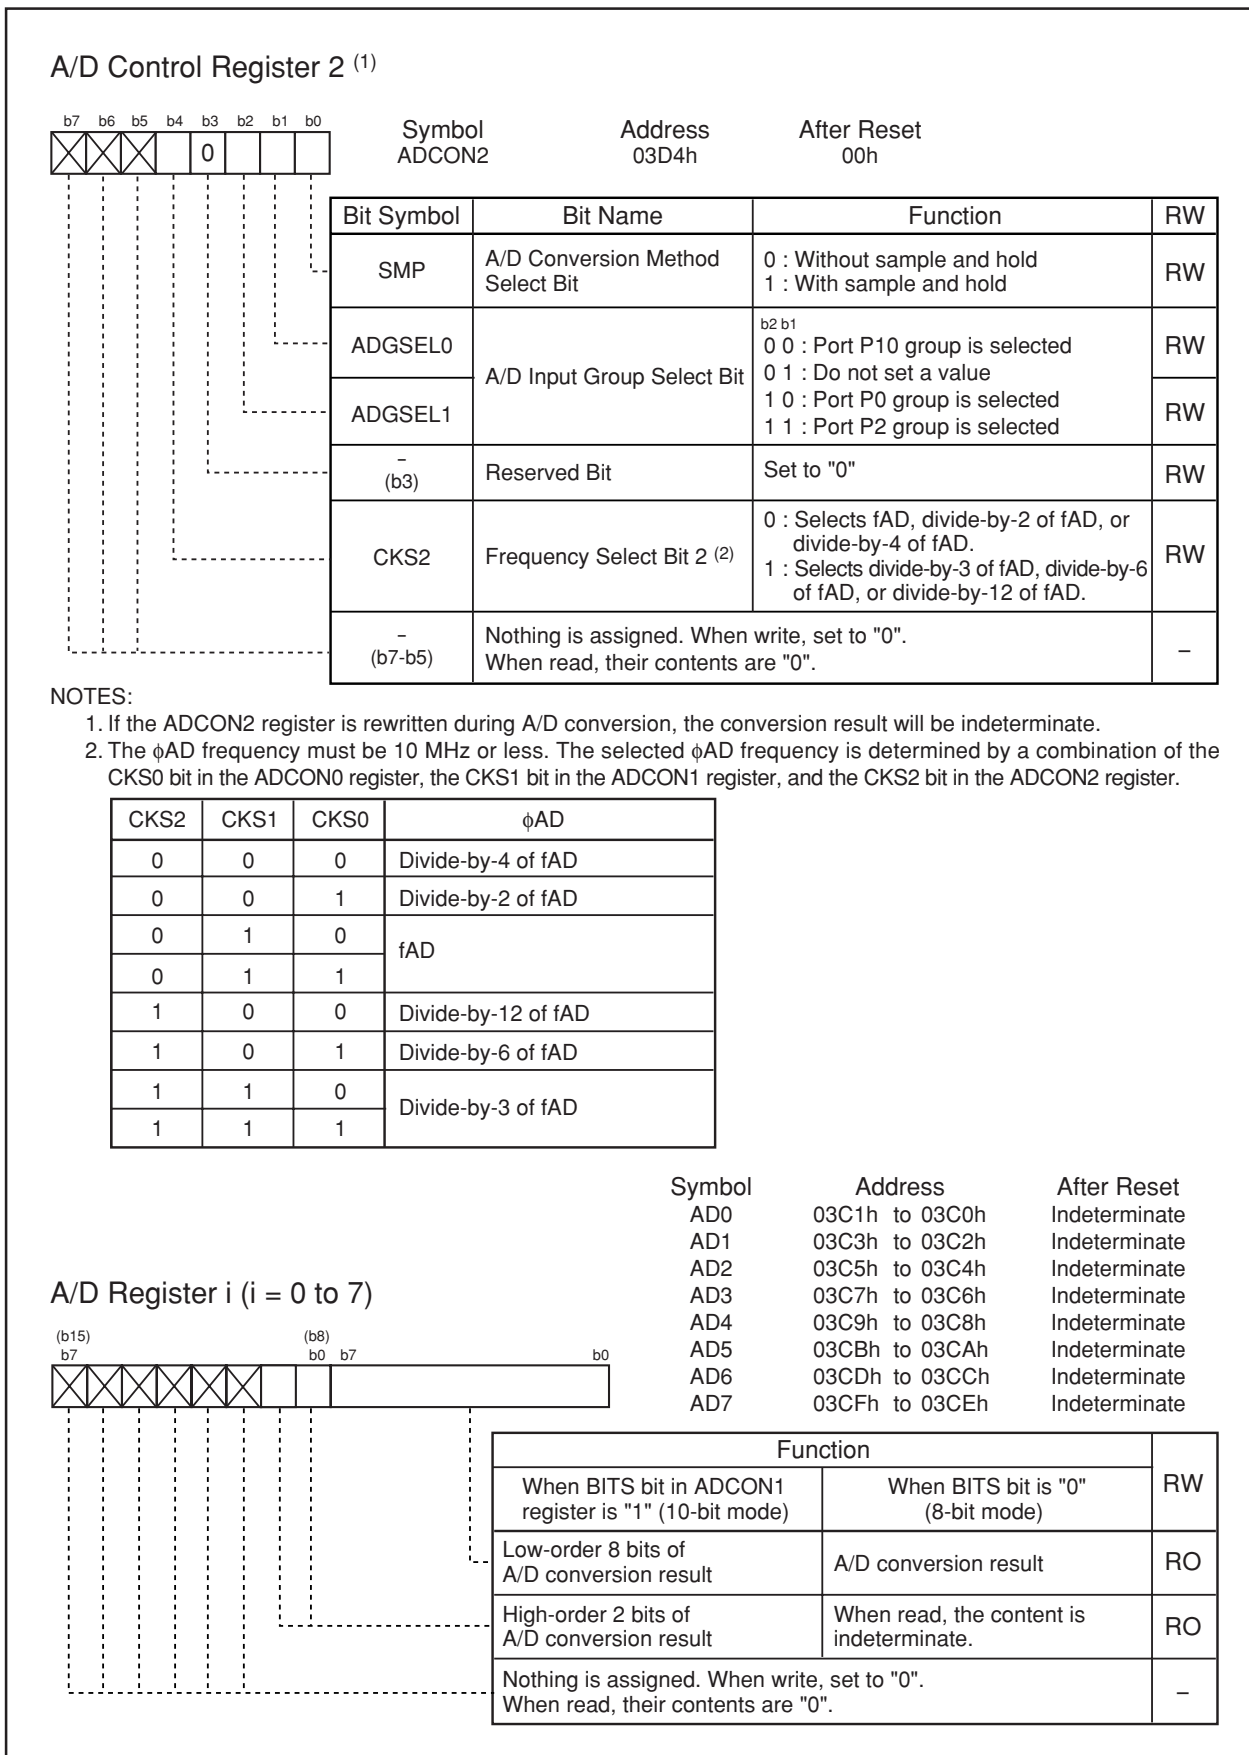 A/D Control Register 2 (1)
b7 b6 b5 b4 b3 b2 b1 b0
0
Symbol Address After Reset
ADCON2 03D4h 00h
Bit Symbol Bit Name Function RW
SMP A/D Conversion Method Select Bit 0 : Without sample and hold RW
1 : With sample and hold
b2 b1
ADGSEL0 A/D Input Group Select Bit 0 0 : Port P10 group is selected RW
0 1 : Do not set a value
ADGSEL1 1 0 : Port P0 group is selected RW
1 1 : Port P2 group is selected
–
(b3) Reserved Bit Set to "0" RW
CKS2 Frequency Select Bit 2 (2) 0 : Selects fAD, divide-by-2 of fAD, or
divide-by-4 of fAD. RW
1 : Selects divide-by-3 of fAD, divide-by-6
of fAD, or divide-by-12 of fAD.
–
(b7-b5) Nothing is assigned. When write, set to "0".
When read, their contents are "0". –
NOTES:
1. If the ADCON2 register is rewritten during A/D conversion, the conversion result will be indeterminate.
2. The ϕAD frequency must be 10 MHz or less. The selected ϕAD frequency is determined by a combination of the
CKS0 bit in the ADCON0 register, the CKS1 bit in the ADCON1 register, and the CKS2 bit in the ADCON2 register.
CKS2 CKS1 CKS0 ϕAD
0 0 0 Divide-by-4 of fAD
0 0 1 Divide-by-2 of fAD
0 1 0 fAD
0 1 1
1 0 0 Divide-by-12 of fAD
1 0 1 Divide-by-6 of fAD
1 1 0 Divide-by-3 of fAD
1 1 1
Symbol Address After Reset
AD0 03C1h to 03C0h Indeterminate
AD1 03C3h to 03C2h Indeterminate
AD2 03C5h to 03C4h Indeterminate
AD3 03C7h to 03C6h Indeterminate
AD4 03C9h to 03C8h Indeterminate
AD5 03CBh to 03CAh Indeterminate
AD6 03CDh to 03CCh Indeterminate
AD7 03CFh to 03CEh Indeterminate
A/D Register i (i = 0 to 7)
(b15) (b8)
b7 b0 b7 b0
Function RW
When BITS bit in ADCON1 When BITS bit is "0"
register is "1" (10-bit mode) (8-bit mode)
Low-order 8 bits of
A/D conversion result A/D conversion result RO
High-order 2 bits of When read, the content is
A/D conversion result indeterminate. RO
Nothing is assigned. When write, set to "0".
When read, their contents are "0". –